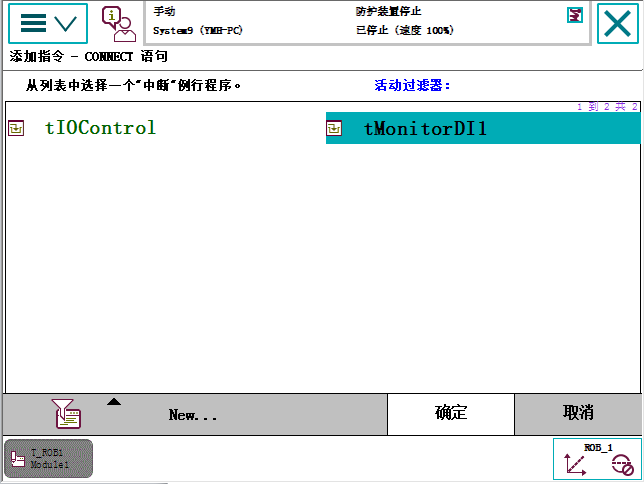 手动
防护装置停止
System9 (YMH-PC)
已停止 (速度 100%)
添加指令 - CONNECT 语句
从列表中选择一个"中断"例行程序。
活动过滤器:
1 到 2 共 2
tIOControl
tMonitorDI1
New...
确定
取消
T_ROB1
Module1
ROB_1